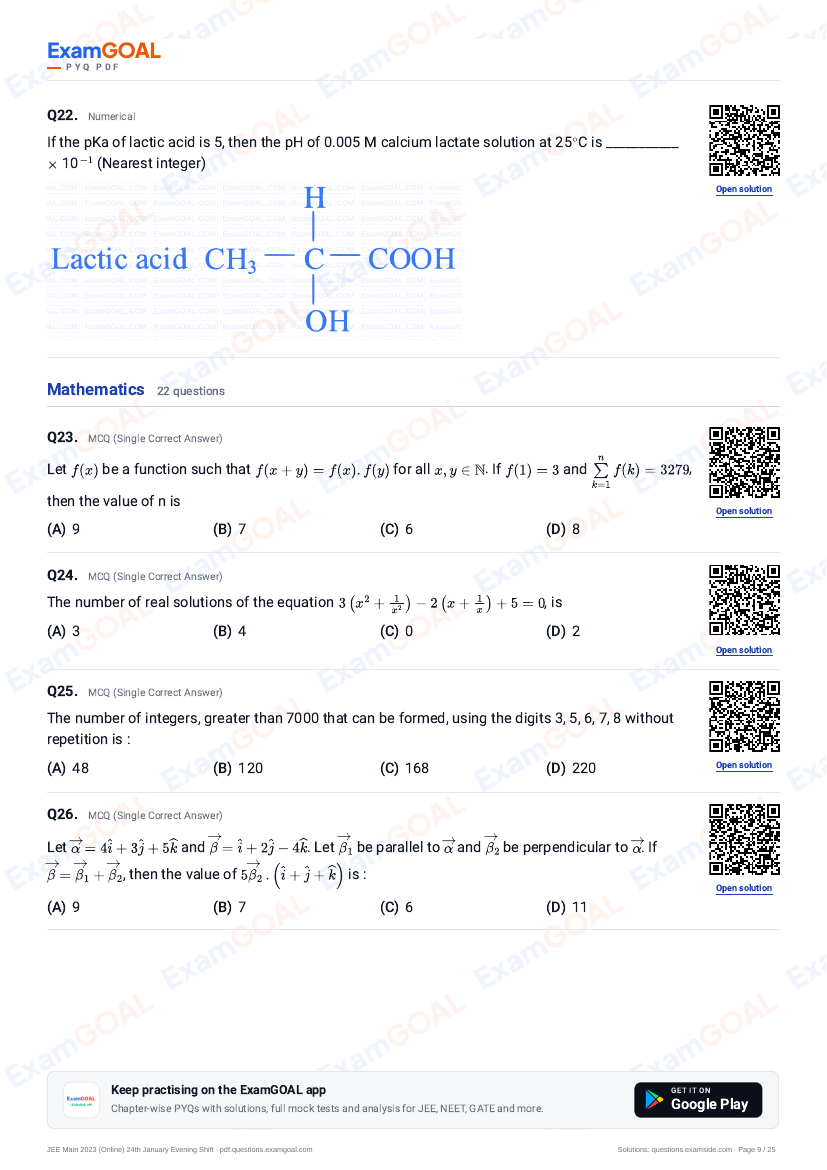 ExamGOAL
PYQ PDF
Q22. Numerical
If the pKa of lactic acid is 5, then the pH of 0.005 M calcium lactate solution at 25°C is ___________
× 10⁻¹ (Nearest integer)
Open solution
H
Lactic acid CH₃ — C — COOH
OH
Mathematics 22 questions
Q23. MCQ (Single Correct Answer)
Let f(x) be a function such that f(x + y) = f(x). f(y) for all x, y ∈ ℕ. If f(1) = 3 and ∑_{k=1}^{n} f(k) = 3279,
then the value of n is
(A) 9 (B) 7 (C) 6 (D) 8
Open solution
Q24. MCQ (Single Correct Answer)
The number of real solutions of the equation 3 (x² + 1/x²) − 2 (x + 1/x) + 5 = 0, is
(A) 3 (B) 4 (C) 0 (D) 2
Open solution
Q25. MCQ (Single Correct Answer)
The number of integers, greater than 7000 that can be formed, using the digits 3, 5, 6, 7, 8 without
repetition is :
(A) 48 (B) 120 (C) 168 (D) 220
Open solution
Q26. MCQ (Single Correct Answer)
Let α⃗ = 4î + 3ĵ + 5k̂ and β⃗ = î + 2ĵ − 4k̂. Let β⃗₁ be parallel to α⃗ and β⃗₂ be perpendicular to α⃗. If
β⃗ = β⃗₁ + β⃗₂, then the value of 5β⃗₂ . (î + ĵ + k̂) is :
(A) 9 (B) 7 (C) 6 (D) 11
Open solution
ExamGOAL
Keep practising on the ExamGOAL app
Chapter-wise PYQs with solutions, full mock tests and analysis for JEE, NEET, GATE and more.
GET IT ON
Google Play
JEE Main 2023 (Online) 24th January Evening Shift · pdf.questions.examgoal.com
Solutions: questions.examside.com · Page 9 / 25